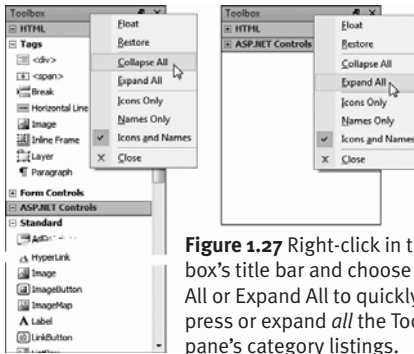 Toolbox
HTML
Tags
<div>
<span>
Break
Horizontal Line
Image
Inline Frame
Layer
Paragraph
Form Controls
ASP.NET Controls
Standard
HyperLink
Image
ImageButton
ImageMap
Label
LinkButton
Float
Restore
Collapse All
Expand All
Icons Only
Names Only
Icons and Names
Close
Toolbox
HTML
ASP.NET Controls
Float
Restore
Collapse All
Expand All
Icons Only
Names Only
Icons and Names
Close
Figure 1.27 Right-click in t
box's title bar and choose
All or Expand All to quickly
press or expand all the Too
pane's category listings.